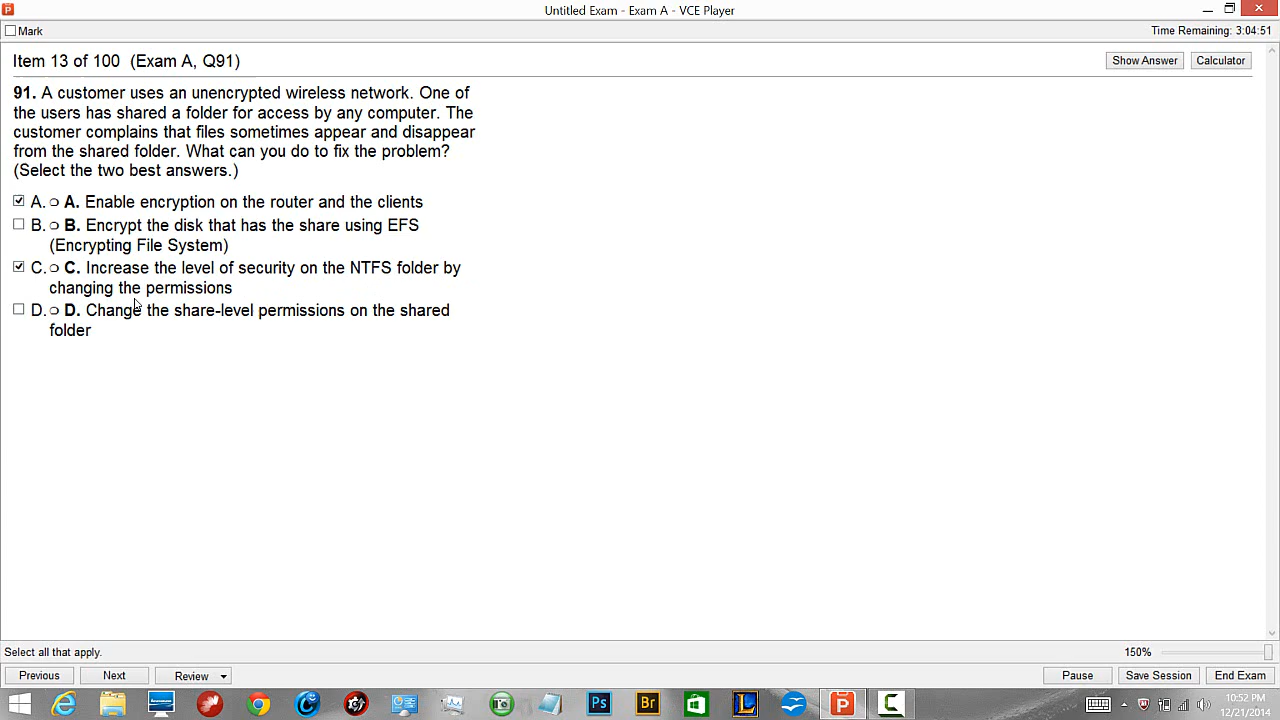 Untitled Exam - Exam A - VCE Player
Mark
Time Remaining: 3:04:51
Item 13 of 100 (Exam A, Q91)
Show Answer
Calculator
91. A customer uses an unencrypted wireless network. One of
the users has shared a folder for access by any computer. The
customer complains that files sometimes appear and disappear
from the shared folder. What can you do to fix the problem?
(Select the two best answers.)
A. A. Enable encryption on the router and the clients
B. B. Encrypt the disk that has the share using EFS
(Encrypting File System)
C. C. Increase the level of security on the NTFS folder by
changing the permissions
D. D. Change the share-level permissions on the shared
folder
Select all that apply.
150%
Previous
Next
Review
Pause
Save Session
End Exam
Ps
Br
10:52 PM
12/21/2014